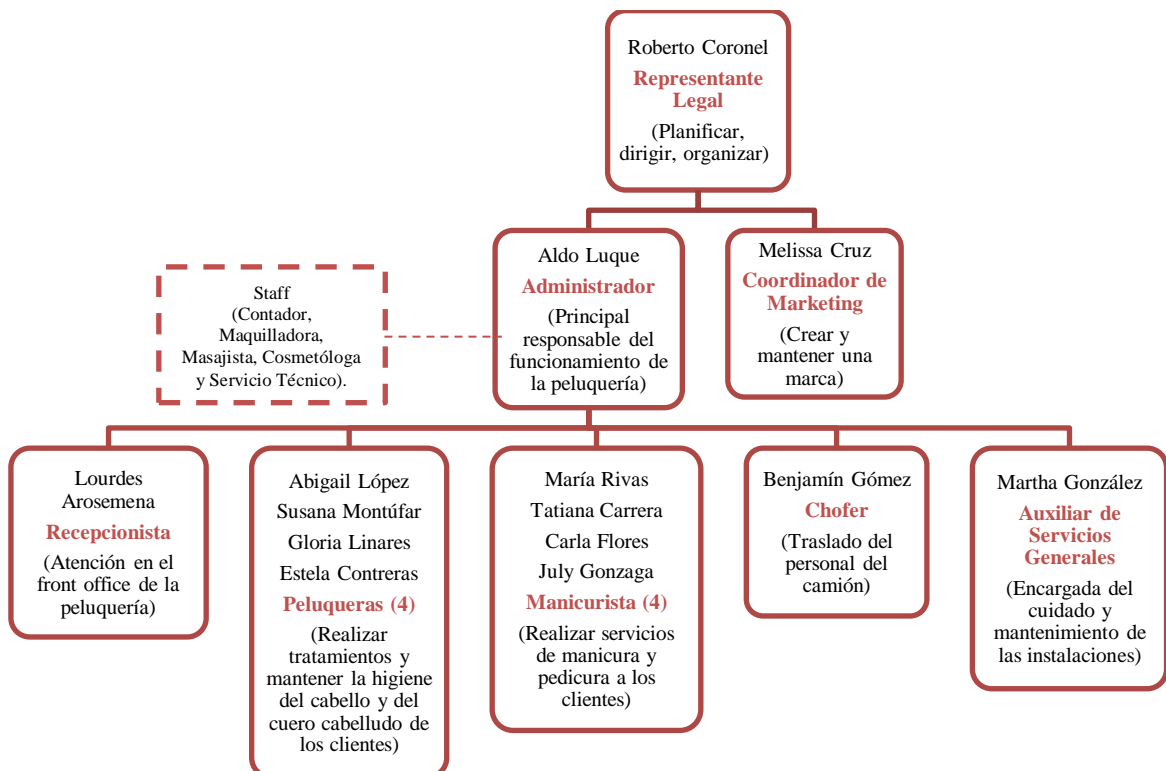 Roberto Coronel
Representante
Legal
(Planificar,
dirigir, organizar)
Aldo Luque
Administrador
(Principal
responsable del
funcionamiento de
la peluquería)
Melissa Cruz
Coordinador de
Marketing
(Crear y
mantener una
marca)
Staff
(Contador,
Maquilladora,
Masajista, Cosmetóloga
y Servicio Técnico).
Lourdes
Arosemena
Recepcionista
(Atención en el
front office de la
peluquería)
Abigail López
Susana Montúfar
Gloria Linares
Estela Contreras
Peluqueras (4)
(Realizar
tratamientos y
mantener la higiene
del cabello y del
cuero cabelludo de
los clientes)
María Rivas
Tatiana Carrera
Carla Flores
July Gonzaga
Manicurista (4)
(Realizar servicios
de manicura y
pedicura a los
clientes)
Benjamín Gómez
Chofer
(Traslado del
personal del
camión)
Martha González
Auxiliar de
Servicios
Generales
(Encargada del
cuidado y
mantenimiento de
las instalaciones)